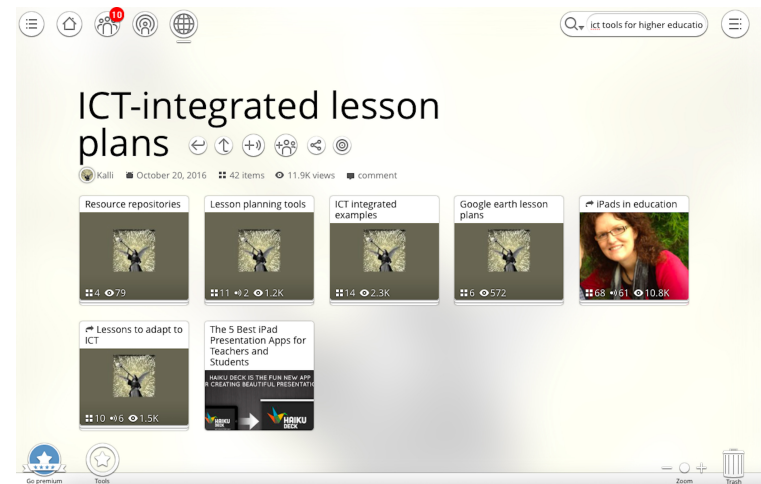 10
ict tools for higher educatio
ICT-integrated lesson
plans
Kalli October 20, 2016 42 items 11.9K views comment
Resource repositories
4 79
Lesson planning tools
11 2 1.2K
ICT integrated
examples
14 2.3K
Google earth lesson
plans
6 572
iPads in education
68 61 10.8K
Lessons to adapt to
ICT
10 6 1.5K
The 5 Best iPad
Presentation Apps for
Teachers and
Students
HAIKU DECK IS THE FUN NEW APP
R CREATING BEAUTIFUL PRESENTATI
HAIKU
HAIKU
DECK
Go premium
Tools
Zoom
Trash